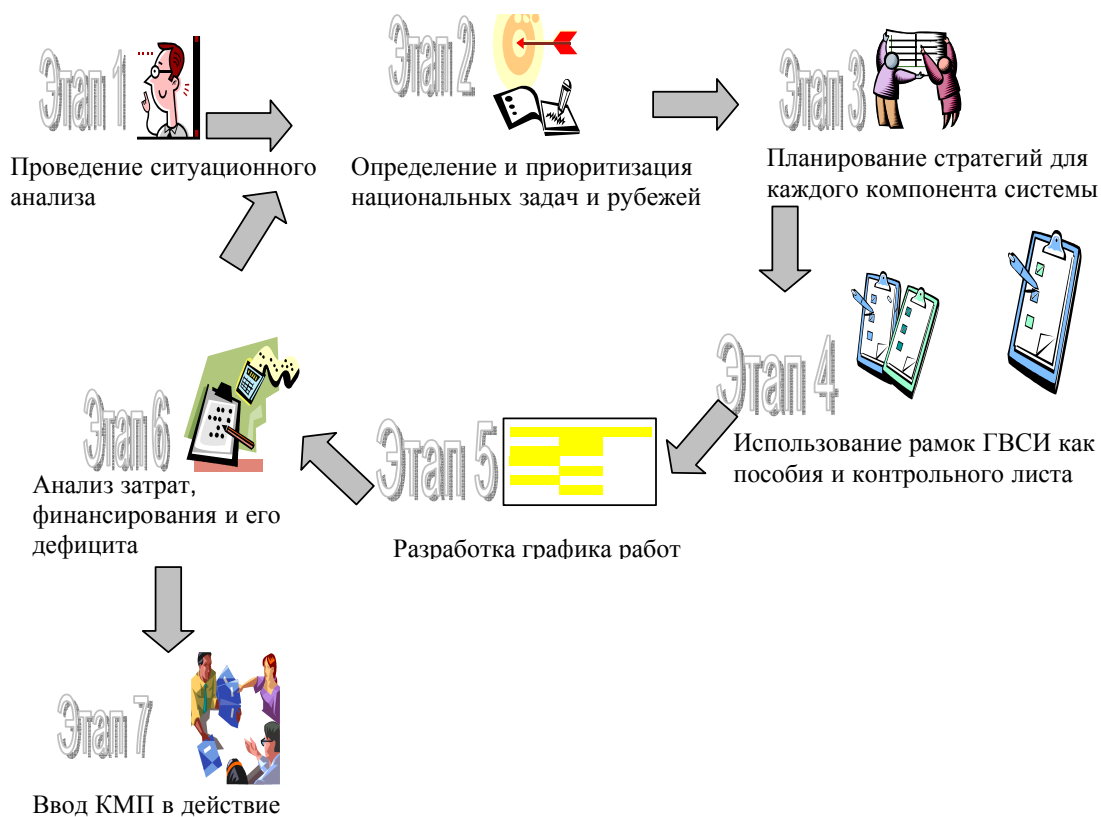 Этап 1
Проведение ситуационного
анализа
Этап 2
Определение и приоритизация
национальных задач и рубежей
Этап 3
Планирование стратегий для
каждого компонента системы
Этап 4
Использование рамок ГВСИ как
пособия и контрольного листа
Этап 5
Разработка графика работ
Этап 6
Анализ затрат,
финансирования и его
дефицита
Этап 7
Ввод КМП в действие